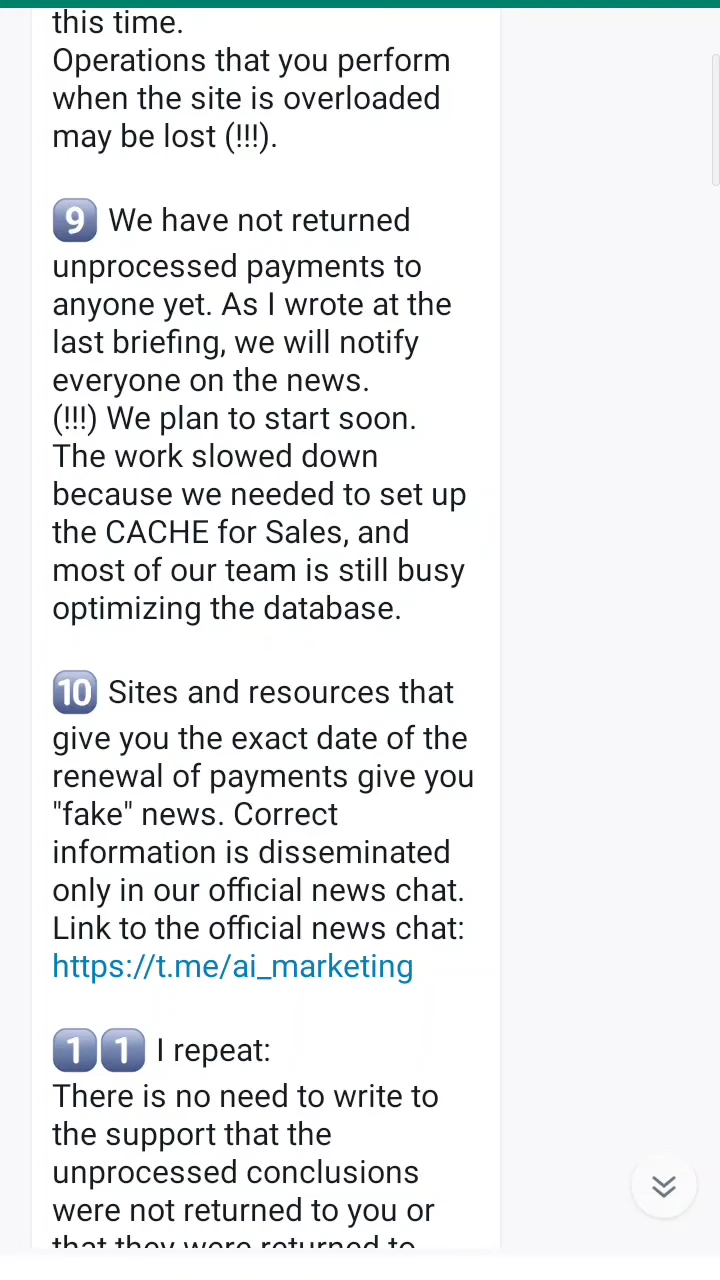 this time.
Operations that you perform
when the site is overloaded
may be lost (!!!).
9 We have not returned
unprocessed payments to
anyone yet. As I wrote at the
last briefing, we will notify
everyone on the news.
(!!!) We plan to start soon.
The work slowed down
because we needed to set up
the CACHE for Sales, and
most of our team is still busy
optimizing the database.
10 Sites and resources that
give you the exact date of the
renewal of payments give you
"fake" news. Correct
information is disseminated
only in our official news chat.
Link to the official news chat:
https://t.me/ai_marketing
11 I repeat:
There is no need to write to
the support that the
unprocessed conclusions
were not returned to you or
that they were returned to